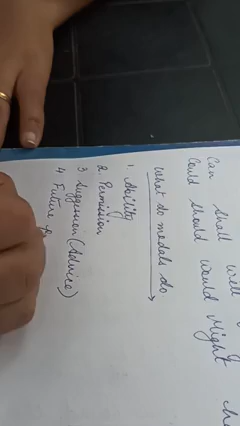 Can Shall Will
Could Should Would Might
What do modals do.
1. Ability
2. Permission
3 Suggession (Advice)
4 Future